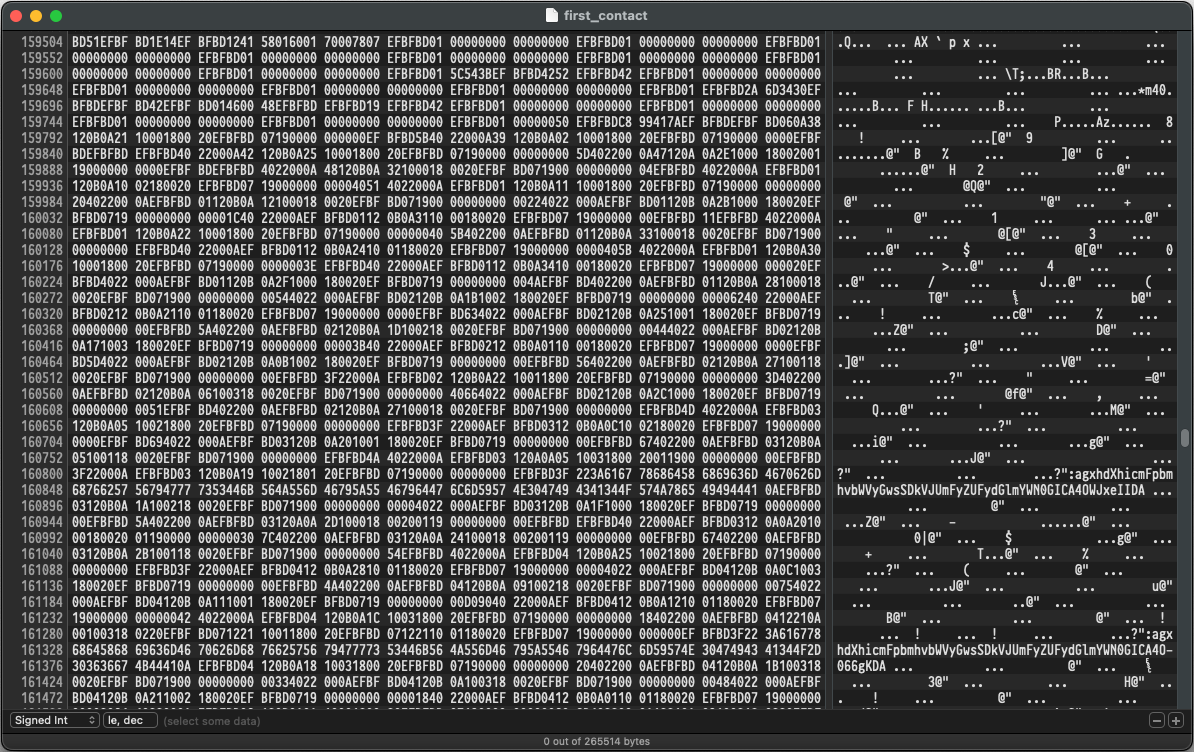 first_contact
159504 BD51EFBF BD1E14EF BFBD1241 58016001 70007807 EFBFBD01 00000000 00000000 EFBFBD01 00000000 00000000 EFBFBD01 .Q... ... AX ` p x ... ... ...
159552 00000000 00000000 EFBFBD01 00000000 00000000 EFBFBD01 00000000 00000000 EFBFBD01 00000000 00000000 EFBFBD01 ... ... ... ...
159600 00000000 00000000 EFBFBD01 00000000 00000000 EFBFBD01 5C543BEF BFBD4252 EFBFBD42 EFBFBD01 00000000 00000000 ... ... \T;...BR...B...
159648 EFBFBD01 00000000 00000000 EFBFBD01 00000000 00000000 EFBFBD01 00000000 00000000 EFBFBD01 EFBFBD2A 6D3430EF ... ... ... ... ...*m40.
159696 BFBDEFBF BD42EFBF BD014600 48EFBFBD EFBFBD19 EFBFBD42 EFBFBD01 00000000 00000000 EFBFBD01 00000000 00000000 .....B... F H...... ...B... ...
159744 EFBFBD01 00000000 00000000 EFBFBD01 00000000 00000000 EFBFBD01 00000050 EFBFBDC8 99417AEF BFBDEFBF BD060A38 ... ... ... P.....Az...... 8
159792 120B0A21 10001800 20EFBFBD 07190000 000000EF BFBD5B40 22000A39 120B0A02 10001800 20EFBFBD 07190000 0000EFBF ! ... ...[@" 9 ... ..
159840 BDEFBFBD EFBFBD40 22000A42 120B0A25 10001800 20EFBFBD 07190000 00000000 5D402200 0A47120A 0A2E1000 18002001 .......@" B % ... ]@" G .
159888 19000000 0000EFBF BDEFBFBD 4022000A 48120B0A 32100018 0020EFBF BD071900 00000000 04EFBFBD 4022000A EFBFBD01 ......@" H 2 ... ...@" ...
159936 120B0A10 02180020 EFBFBD07 19000000 00004051 4022000A EFBFBD01 120B0A11 10001800 20EFBFBD 07190000 00000000 ... @Q@" ... ...
159984 20402200 0AEFBFBD 01120B0A 12100018 0020EFBF BD071900 00000000 00224022 000AEFBF BD01120B 0A2B1000 180020EF @" ... ... "@" ... + .
160032 BFBD0719 00000000 00001C40 22000AEF BFBD0112 0B0A3110 00180020 EFBFBD07 19000000 00EFBFBD 11EFBFBD 4022000A .. @" ... 1 ... ... ...@"
160080 EFBFBD01 120B0A22 10001800 20EFBFBD 07190000 00000040 5B402200 0AEFBFBD 01120B0A 33100018 0020EFBF BD071900 ... " ... @[@" ... 3 ...
160128 00000000 EFBFBD40 22000AEF BFBD0112 0B0A2410 01180020 EFBFBD07 19000000 0000405B 4022000A EFBFBD01 120B0A30 ...@" ... $ ... @[@" ... 0
160176 10001800 20EFBFBD 07190000 0000003E EFBFBD40 22000AEF BFBD0112 0B0A3410 00180020 EFBFBD07 19000000 000020EF ... >...@" ... 4 ... .
160224 BFBD4022 000AEFBF BD01120B 0A2F1000 180020EF BFBD0719 00000000 004AEFBF BD402200 0AEFBFBD 01120B0A 28100018 ..@" ... / ... J...@" ... (
160272 0020EFBF BD071900 00000000 00544022 000AEFBF BD02120B 0A1B1002 180020EF BFBD0719 00000000 00006240 22000AEF ... T@" ... b@" .
160320 BFBD0212 0B0A2110 01180020 EFBFBD07 19000000 0000EFBF BD634022 000AEFBF BD02120B 0A251001 180020EF BFBD0719 .. ! ... ...c@" ... % ...
160368 00000000 00EFBFBD 5A402200 0AEFBFBD 02120B0A 1D100218 0020EFBF BD071900 00000000 00444022 000AEFBF BD02120B ...Z@" ... ... D@" ...
160416 0A171003 180020EF BFBD0719 00000000 00003B40 22000AEF BFBD0212 0B0A0110 00180020 EFBFBD07 19000000 0000EFBF ... ;@" ... ... ..
160464 BD5D4022 000AEFBF BD02120B 0A0B1002 180020EF BFBD0719 00000000 00EFBFBD 56402200 0AEFBFBD 02120B0A 27100118 .]@" ... ... ...V@" ... '
160512 0020EFBF BD071900 00000000 00EFBFBD 3F22000A EFBFBD02 120B0A22 10011800 20EFBFBD 07190000 00000000 3D402200 ... ...?" ... " ... =@"
160560 0AEFBFBD 02120B0A 06100318 0020EFBF BD071900 00000000 40664022 000AEFBF BD02120B 0A2C1000 180020EF BFBD0719 ... ... @f@" ... , ...
160608 00000000 0051EFBF BD402200 0AEFBFBD 02120B0A 27100018 0020EFBF BD071900 00000000 00EFBFBD 4D402200 0AEFBFBD03 Q...@" ... ' ... ...M@" ...
160656 120B0A05 10021800 20EFBFBD 07190000 00000000 EFBFBD3F 22000AEF BFBD0312 0B0A0C10 02180020 EFBFBD07 19000000 ... ...?" ... ...
160704 0000EFBF BD694022 000AEFBF BD03120B 0A201001 180020EF BFBD0719 00000000 00EFBFBD 67402200 0AEFBFBD 03120B0A ...i@" ... ... ...g@" ...
160752 05100118 0020EFBF BD071900 00000000 00EFBFBD 4A402200 0AEFBFBD 03120A0A 05100318 00200119 00000000 00EFBFBD ... ...J@" ... ...
160800 3F22000A EFBFBD03 120B0A19 10021801 20EFBFBD 07190000 00000000 EFBFBD3F 223A6167 78686458 6869636D 4670626D ?" ... ... ...?":agxhdXhicmFpbm
160848 68766257 56794777 7353446B 564A556D 46795A55 46796447 6C6D5957 4E304749 4341344F 574A7865 49494441 0AEFBFBD hvbWVyGwsSDkVJUmFyZUFydGlmYWN0GICA4OWJxeIIDA ...
160896 03120B0A 1A100218 0020EFBF BD071900 00000000 00004022 000AEFBF BD03120B 0A1F1000 180020EF BFBD0719 00000000 ... @" ... ...
160944 00EFBFBD 5A402200 0AEFBFBD 03120A0A 2D100018 00200119 00000000 00EFBFBD EFBFBD40 22000AEF BFBD0312 0A0A2010 ...Z@" ... - ......@" ...
160992 00180020 01190000 00000030 7C402200 0AEFBFBD 03120A0A 24100018 00200119 00000000 00EFBFBD 67402200 0AEFBFBD 0|@" ... $ ...g@" ...
161040 03120B0A 2B100118 0020EFBF BD071900 00000000 54EFBFBD 4022000A EFBFBD04 120B0A25 10021800 20EFBFBD 07190000 + ... T...@" ... % ...
161088 0000EFBF BD3F2200 0AEFBFBD 04120B0A 28100118 0020EFBF BD071900 00000000 00004022 000AEFBF BD04120B 0A0C1003 ...?" ... ( ... @" ...
161136 180020EF BFBD0719 00000000 00EFBFBD 4A402200 0AEFBFBD 04120B0A 09100218 0020EFBF BD071900 00000000 00754022 ... ...J@" ... ... u@"
161184 000AEFBF BD04120B 0A111001 180020EF BFBD0719 00000000 00D09040 22000AEF BFBD0412 0B0A1210 01180020 EFBFBD07 ... ... ..@" ... ...
161232 19000000 00000042 4022000A EFBFBD04 120B0A1C 10031800 20EFBFBD 07190000 00000000 18402200 0AEFBFBD 0412210A B@" ... ... @" ... !
161280 00100318 0220EFBF BD071221 10011800 20EFBFBD 07122110 01180020 EFBFBD07 19000000 000000EF BFBD3F22 3A616778 ... ! ... ! ... ...?":agx
161328 68645868 69636D46 70626D68 76625756 79477773 53446B56 4A556D46 795A5546 7964476C 6D59574E 30474943 41344F2D hdXhicmFpbmhvbWVyGwsSDkVJUmFyZUFydGlmYWN0GICA4O-
161376 30363667 4B44410A EFBFBD04 120B0A18 10031800 20EFBFBD 07190000 00000000 20402200 0AEFBFBD 04120B0A 1B100318 066gKDA ... ... @" ...
161424 0020EFBF BD071900 00000000 00334022 000AEFBF BD04120B 0A100318 0020EFBF BD071900 00000000 00484022 000AEFBF ... 3@" ... ... H@" ..
161472 BD04120B 0A211002 180020EF BFBD0719 00000000 00001840 22000AEF BFBD0412 0B0A0110 00180020 EFBFBD07 19000000 . ! ... @" ... ...
Signed Int le, dec (select some data)
0 out of 265514 bytes